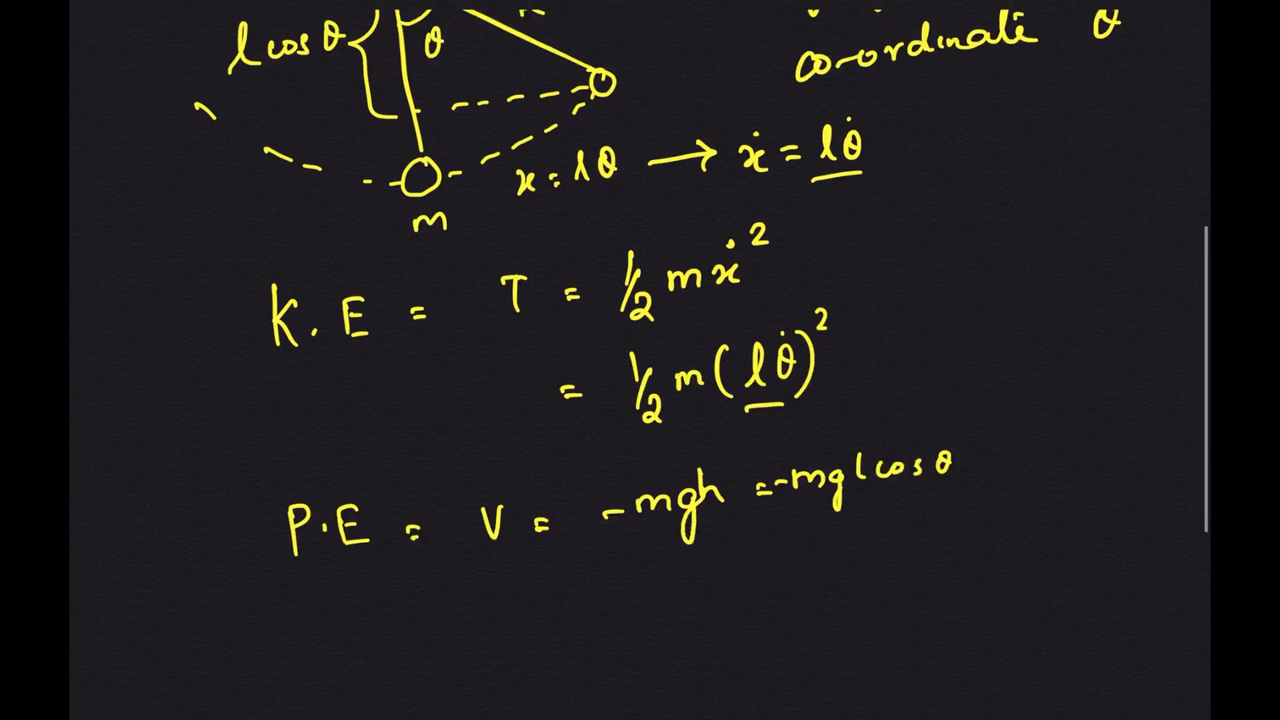 l cos θ
θ
co-ordinate θ
x = lθ → ẋ = lθ̇
m
K.E = T = 1/2 mẋ²
= 1/2 m(lθ̇)²
P.E = V = -mgh = -mgl cos θ